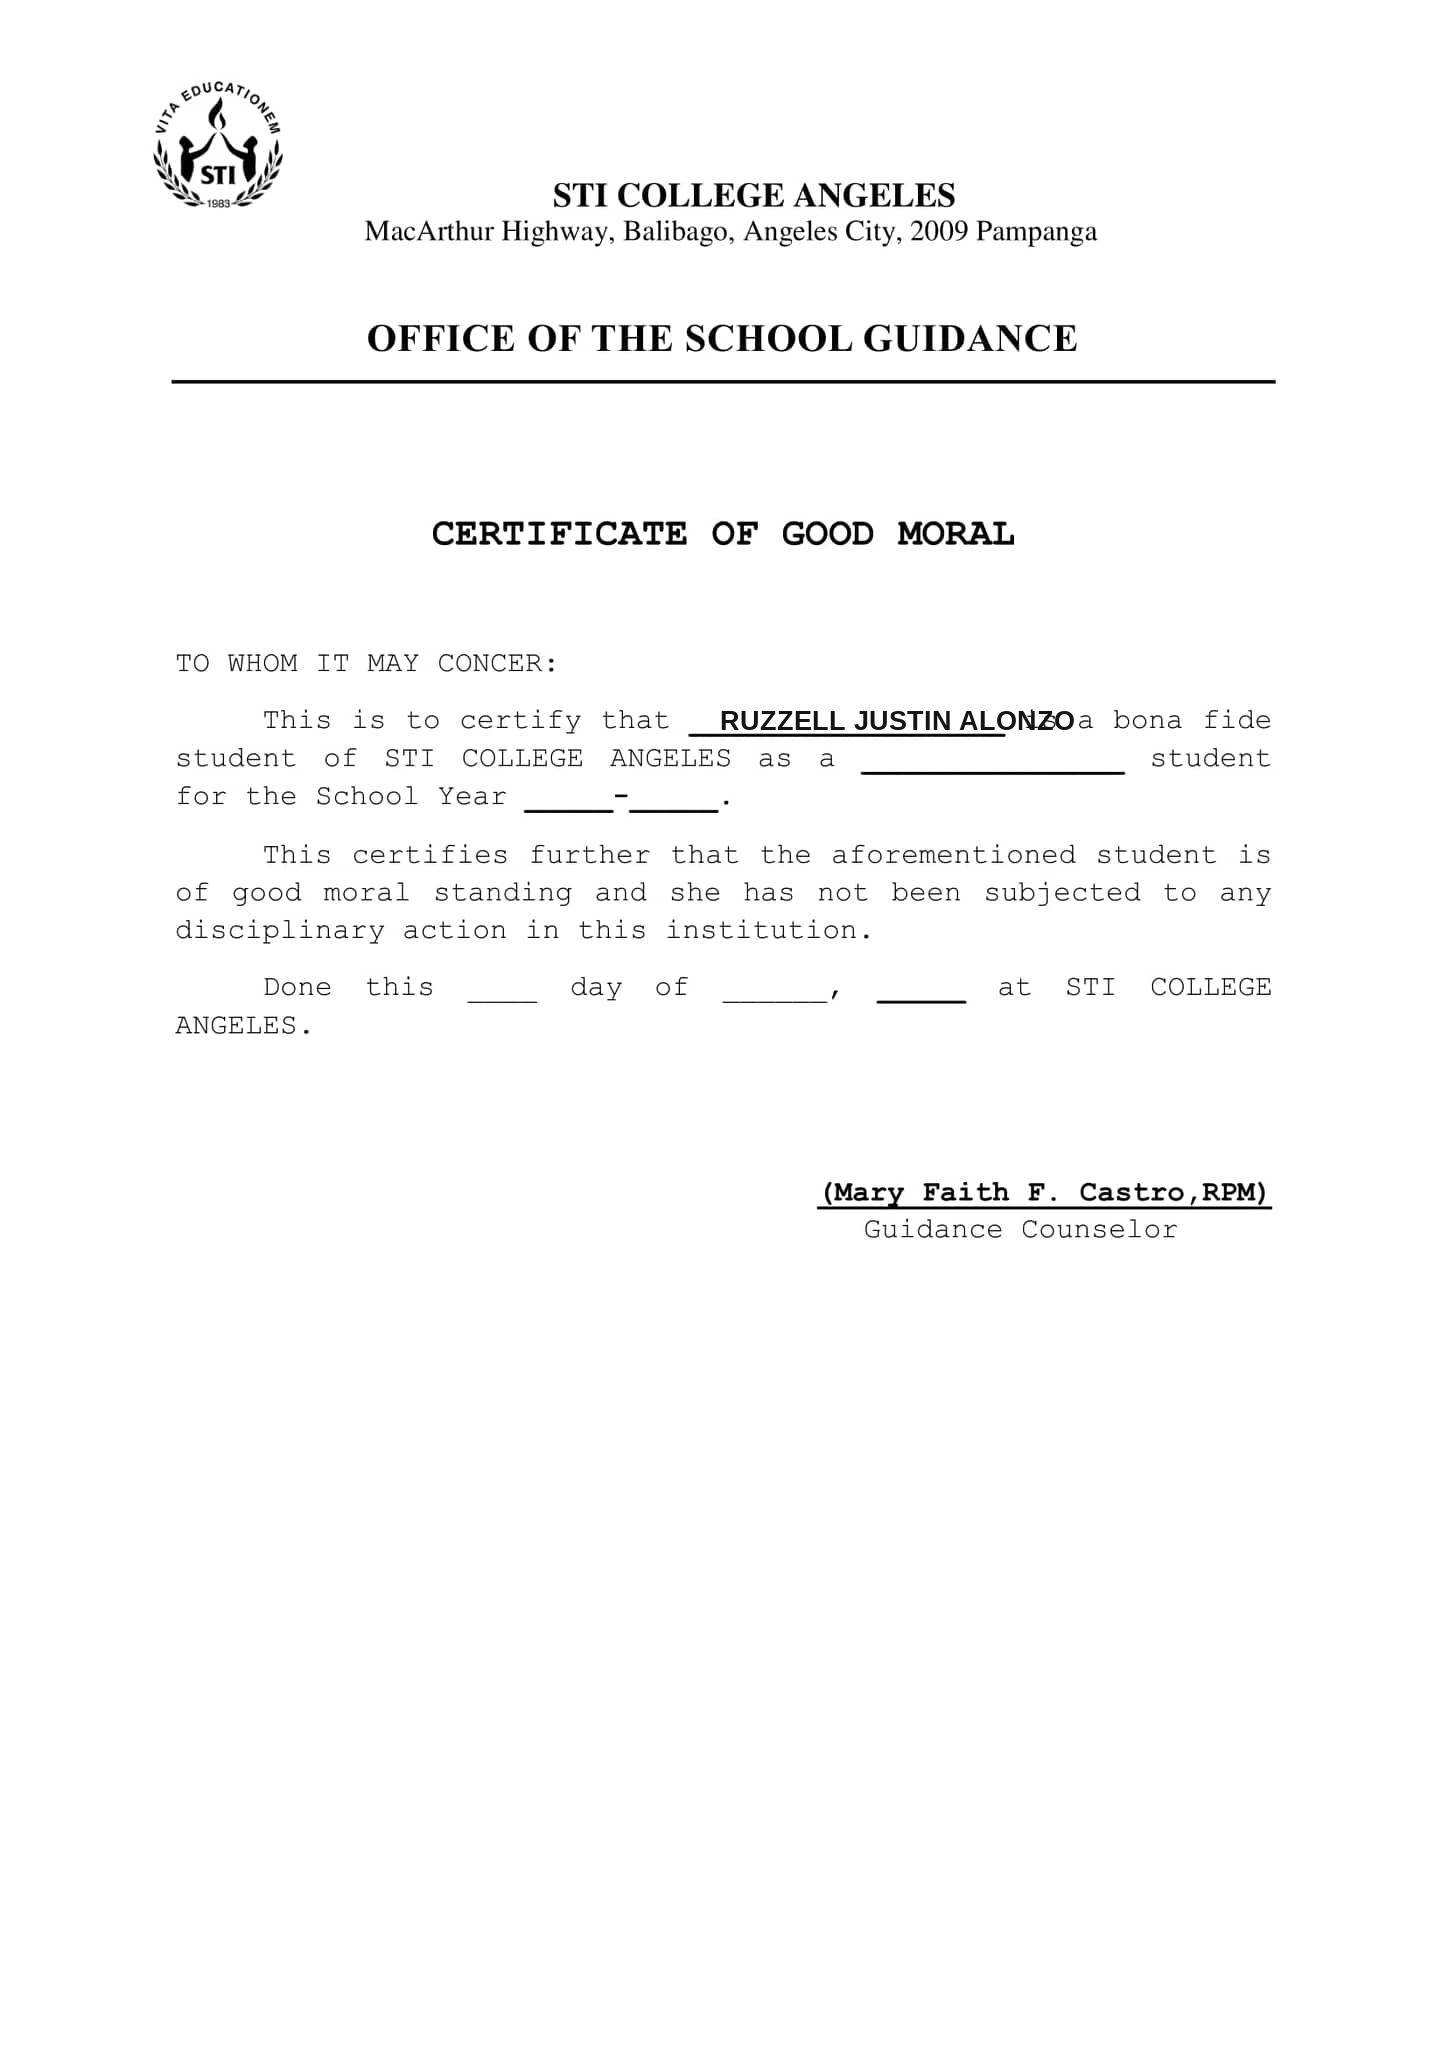 VITA EDUCATIONEM
STI
1983
STI COLLEGE ANGELES
MacArthur Highway, Balibago, Angeles City, 2009 Pampanga
OFFICE OF THE SCHOOL GUIDANCE
CERTIFICATE OF GOOD MORAL
TO WHOM IT MAY CONCER:
This is to certify that RUZZELL JUSTIN ALONZO is a bona fide
student of STI COLLEGE ANGELES as a _______________ student
for the School Year _____-_____.
This certifies further that the aforementioned student is
of good moral standing and she has not been subjected to any
disciplinary action in this institution.
Done this ____ day of ______, _____ at STI COLLEGE
ANGELES.
(Mary Faith F. Castro,RPM)
Guidance Counselor